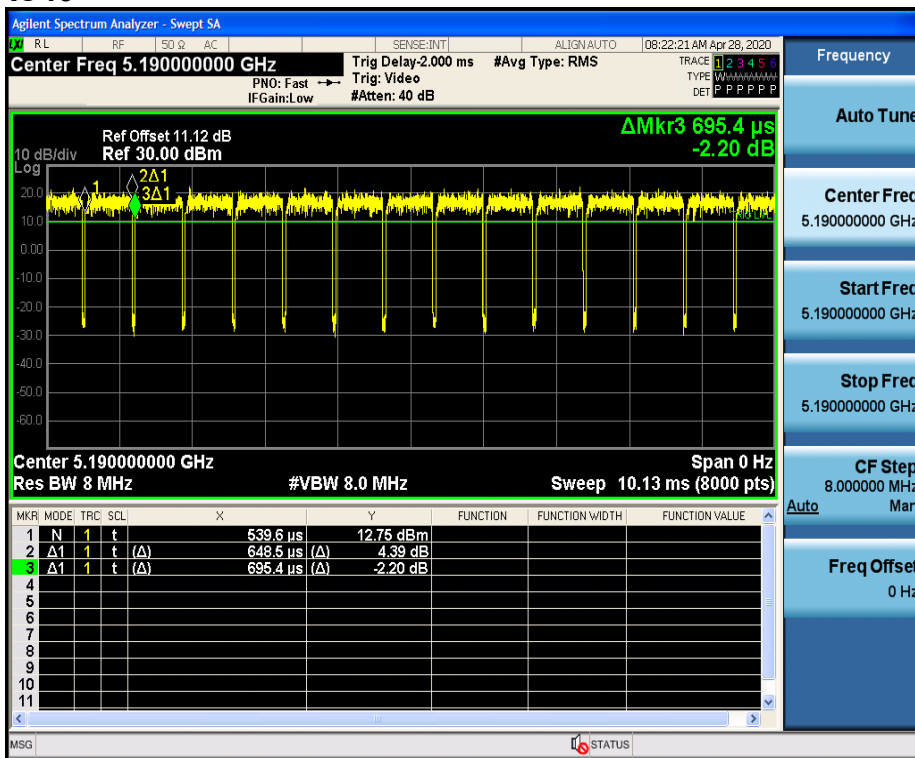 Agilent Spectrum Analyzer - Swept SA
LXI RL RF 50 Ω AC SENSE:INT ALIGN AUTO 08:22:21 AM Apr 28, 2020
Center Freq 5.190000000 GHz
PNO: Fast
IFGain:Low
Trig Delay-2.000 ms
Trig: Video
#Atten: 40 dB
#Avg Type: RMS
TRACE 1 2 3 4 5 6
TYPE WWWWWW
DET P P P P P P
ΔMkr3 695.4 µs
-2.20 dB
Ref Offset 11.12 dB
10 dB/div Ref 30.00 dBm
Log
1
2Δ1
3Δ1
20.0
10.0
0.00
-10.0
-20.0
-30.0
-40.0
-50.0
-60.0
TRIG LVL
Center 5.190000000 GHz Span 0 Hz
Res BW 8 MHz #VBW 8.0 MHz Sweep 10.13 ms (8000 pts)
MKR MODE TRC SCL X Y FUNCTION FUNCTION WIDTH FUNCTION VALUE
1 N 1 t 539.6 µs 12.75 dBm
2 Δ1 1 t (Δ) 648.5 µs (Δ) 4.39 dB
3 Δ1 1 t (Δ) 695.4 µs (Δ) -2.20 dB
4
5
6
7
8
9
10
11
MSG STATUS
Frequency
Auto Tune
Center Freq
5.190000000 GHz
Start Freq
5.190000000 GHz
Stop Freq
5.190000000 GHz
CF Step
8.000000 MHz
Auto Man
Freq Offset
0 Hz